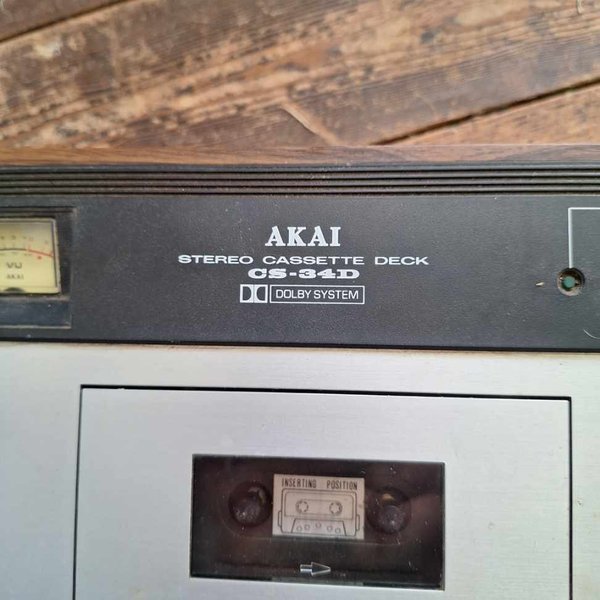 AKAI
STEREO CASSETTE DECK
CS-34D
DOLBY SYSTEM
VU
AKAI
INSERTING POSITION